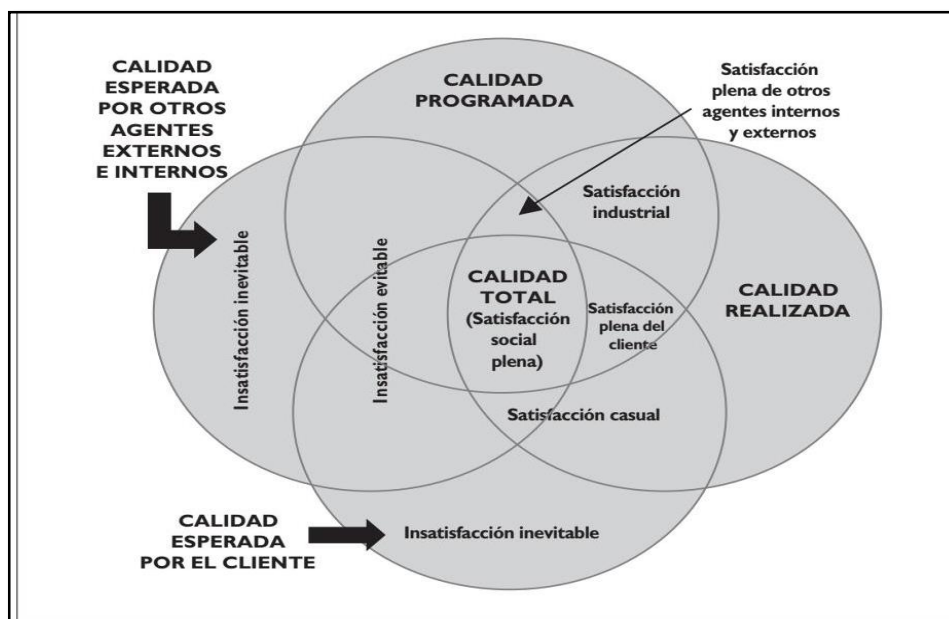 CALIDAD
ESPERADA
POR OTROS
AGENTES
EXTERNOS
E INTERNOS
CALIDAD
PROGRAMADA
Satisfacción
plena de otros
agentes internos
y externos
Satisfacción
industrial
Insatisfacción inevitable
Insatisfacción evitable
CALIDAD
TOTAL
(Satisfacción
social
plena)
Satisfacción
plena del
cliente
CALIDAD
REALIZADA
Satisfacción casual
CALIDAD
ESPERADA
POR EL CLIENTE
Insatisfacción inevitable